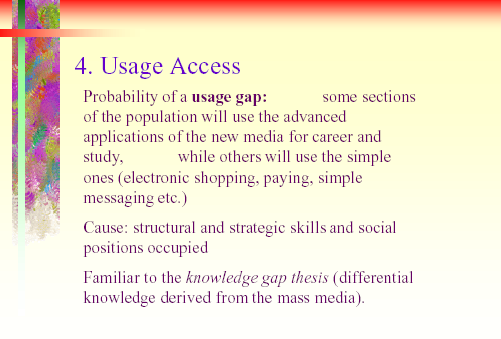 4. Usage Access
Probability of a usage gap: some sections
of the population will use the advanced
applications of the new media for career and
study, while others will use the simple
ones (electronic shopping, paying, simple
messaging etc.)
Cause: structural and strategic skills and social
positions occupied
Familiar to the knowledge gap thesis (differential
knowledge derived from the mass media).